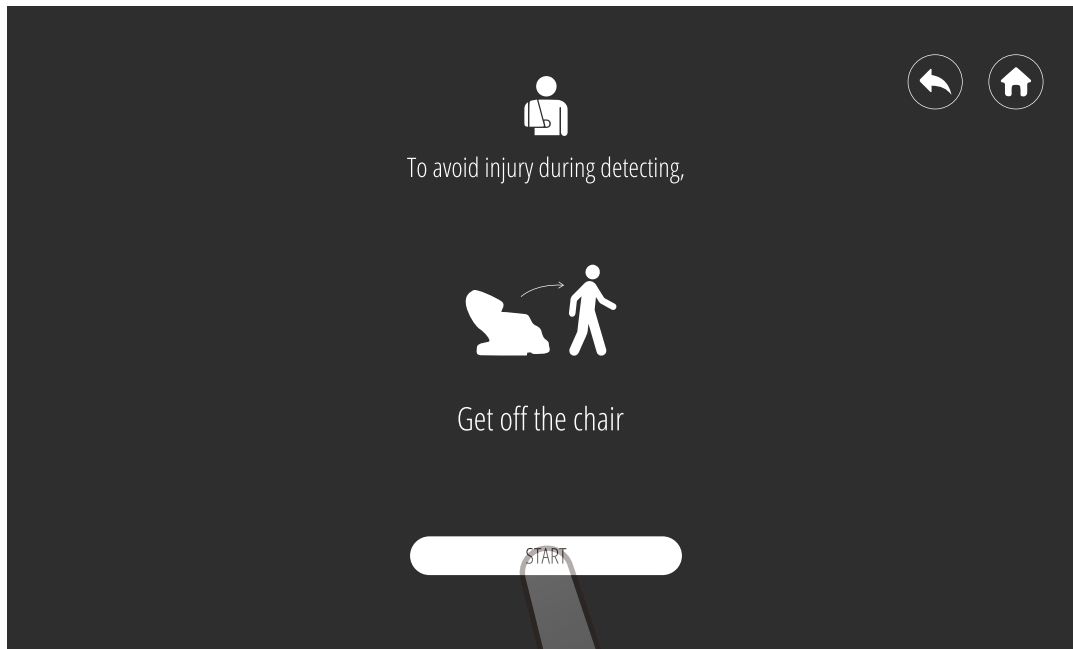 To avoid injury during detecting,
Get off the chair
START